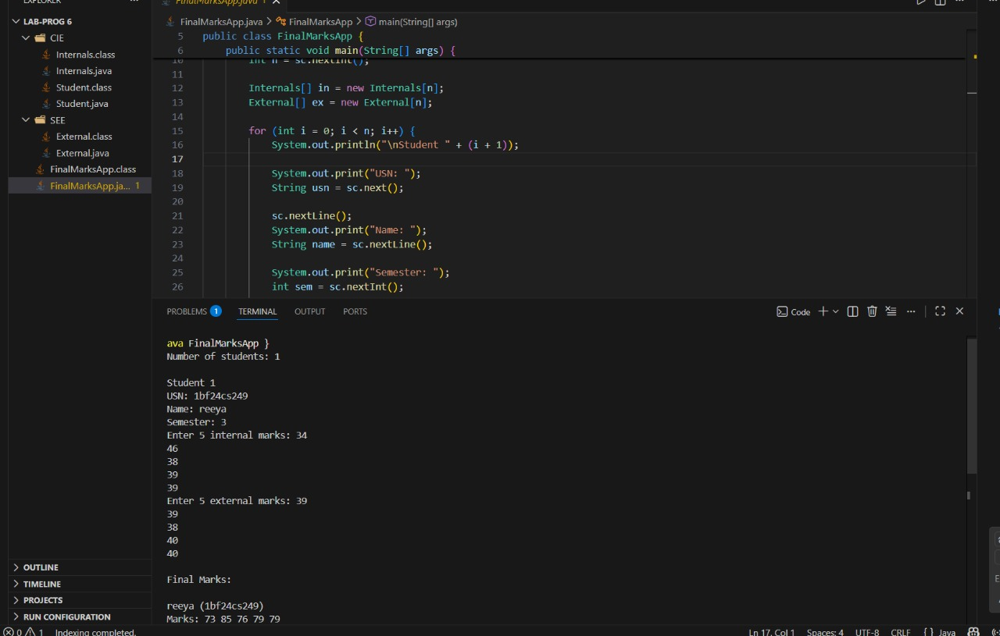 EXPLORER
...
LAB-PROG 6
CIE
Internals.class
Internals.java
Student.class
Student.java
SEE
External.class
External.java
FinalMarksApp.class
FinalMarksApp.ja... 1
OUTLINE
TIMELINE
PROJECTS
RUN CONFIGURATION
FinalMarksApp.java 1
FinalMarksApp.java > FinalMarksApp > main(String[] args)
5 public class FinalMarksApp {
6 public static void main(String[] args) {
10 int n = sc.nextInt();
11
12 Internals[] in = new Internals[n];
13 External[] ex = new External[n];
14
15 for (int i = 0; i < n; i++) {
16 System.out.println("\nStudent " + (i + 1));
17
18 System.out.print("USN: ");
19 String usn = sc.next();
20
21 sc.nextLine();
22 System.out.print("Name: ");
23 String name = sc.nextLine();
24
25 System.out.print("Semester: ");
26 int sem = sc.nextInt();
PROBLEMS 1 TERMINAL OUTPUT PORTS
Code
ava FinalMarksApp }
Number of students: 1
Student 1
USN: 1bf24cs249
Name: reeya
Semester: 3
Enter 5 internal marks: 34
46
38
39
39
Enter 5 external marks: 39
39
38
40
40
Final Marks:
reeya (1bf24cs249)
Marks: 73 85 76 79 79
0 1 Indexing completed.
Ln 17, Col 1 Spaces: 4 UTF-8 CRLF { } Java